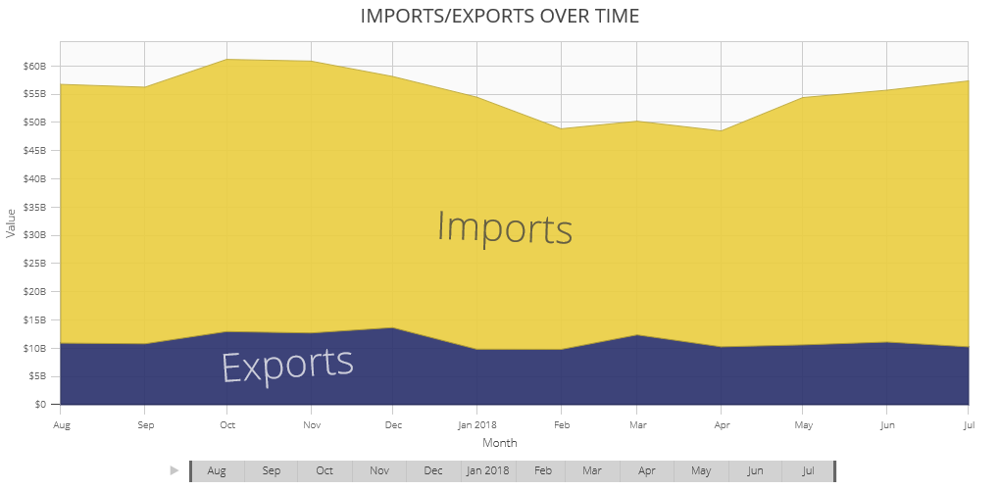 IMPORTS/EXPORTS OVER TIME
$60B
$55B
$50B
$45B
$40B
$35B
$30B
$25B
$20B
$15B
$10B
$5B
$0
Value
Imports
Exports
Aug Sep Oct Nov Dec Jan 2018 Feb Mar Apr May Jun Jul
Month
Aug Sep Oct Nov Dec Jan 2018 Feb Mar Apr May Jun Jul